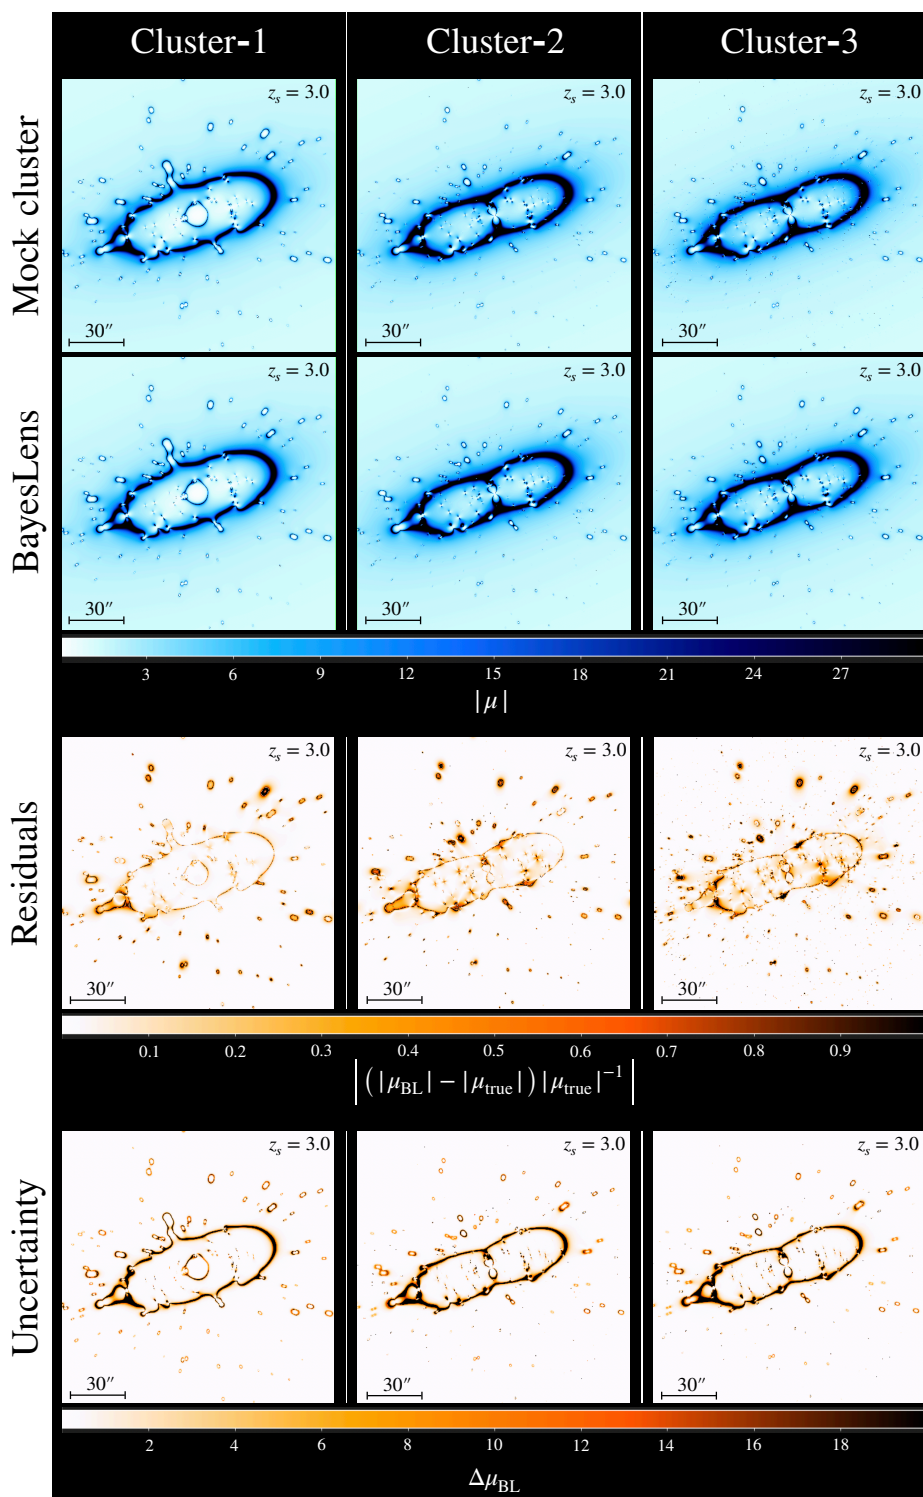 Cluster-1 Cluster-2 Cluster-3
Mock cluster
z_s = 3.0 z_s = 3.0 z_s = 3.0
30″ 30″ 30″
BayesLens
z_s = 3.0 z_s = 3.0 z_s = 3.0
30″ 30″ 30″
3 6 9 12 15 18 21 24 27
|μ|
Residuals
z_s = 3.0 z_s = 3.0 z_s = 3.0
30″ 30″ 30″
0.1 0.2 0.3 0.4 0.5 0.6 0.7 0.8 0.9
|(|μ_BL| − |μ_true|)|μ_true|⁻¹|
Uncertainty
z_s = 3.0 z_s = 3.0 z_s = 3.0
30″ 30″ 30″
2 4 6 8 10 12 14 16 18
Δμ_BL